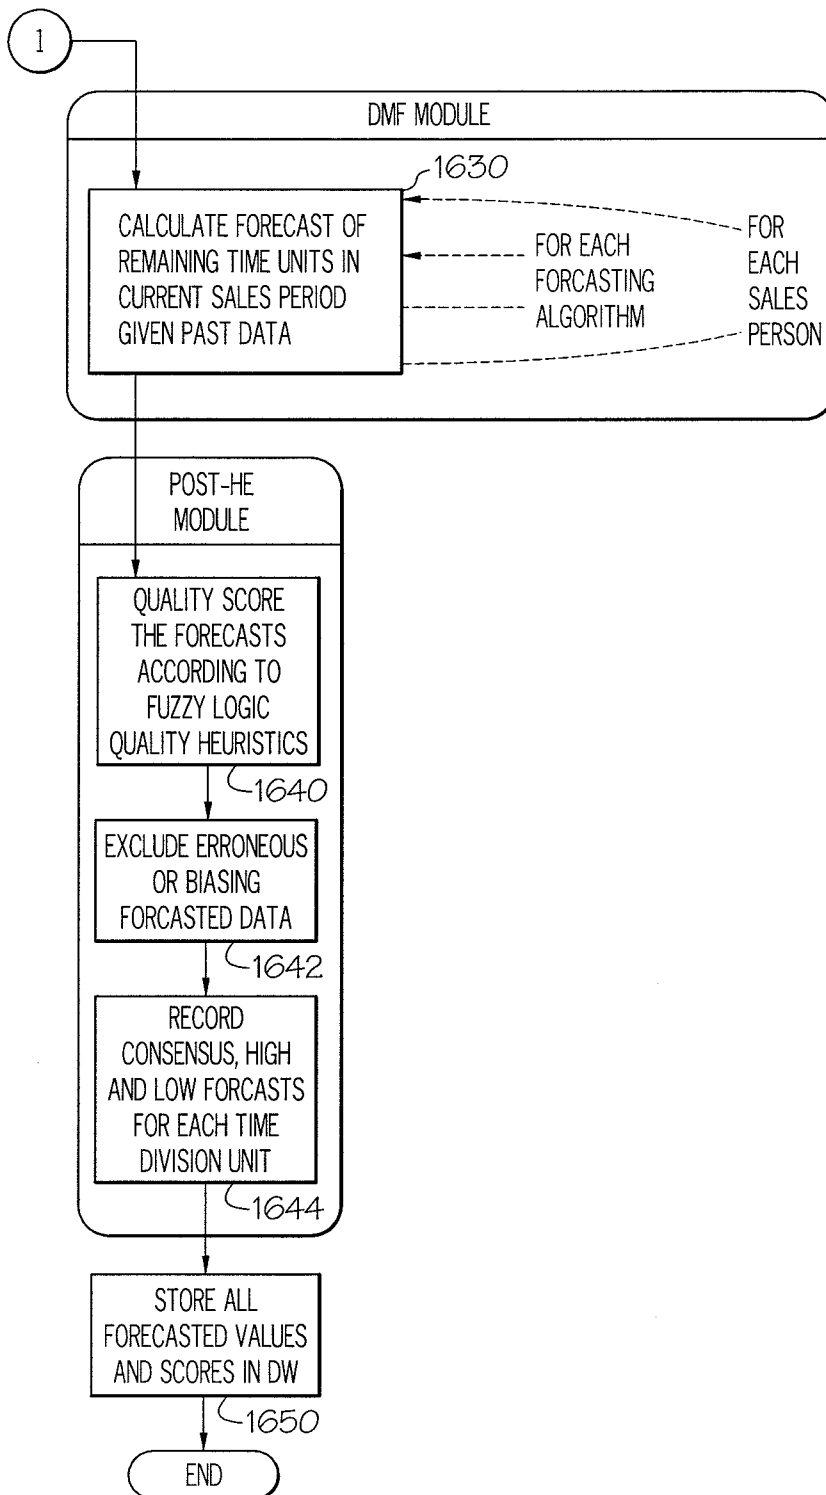 1
DMF MODULE
1630
CALCULATE FORECAST OF
REMAINING TIME UNITS IN
CURRENT SALES PERIOD
GIVEN PAST DATA
FOR EACH
FORCASTING
ALGORITHM
FOR
EACH
SALES
PERSON
POST-HE
MODULE
QUALITY SCORE
THE FORECASTS
ACCORDING TO
FUZZY LOGIC
QUALITY HEURISTICS
1640
EXCLUDE ERRONEOUS
OR BIASING
FORCASTED DATA
1642
RECORD
CONSENSUS, HIGH
AND LOW FORCASTS
FOR EACH TIME
DIVISION UNIT
1644
STORE ALL
FORECASTED VALUES
AND SCORES IN DW
1650
END